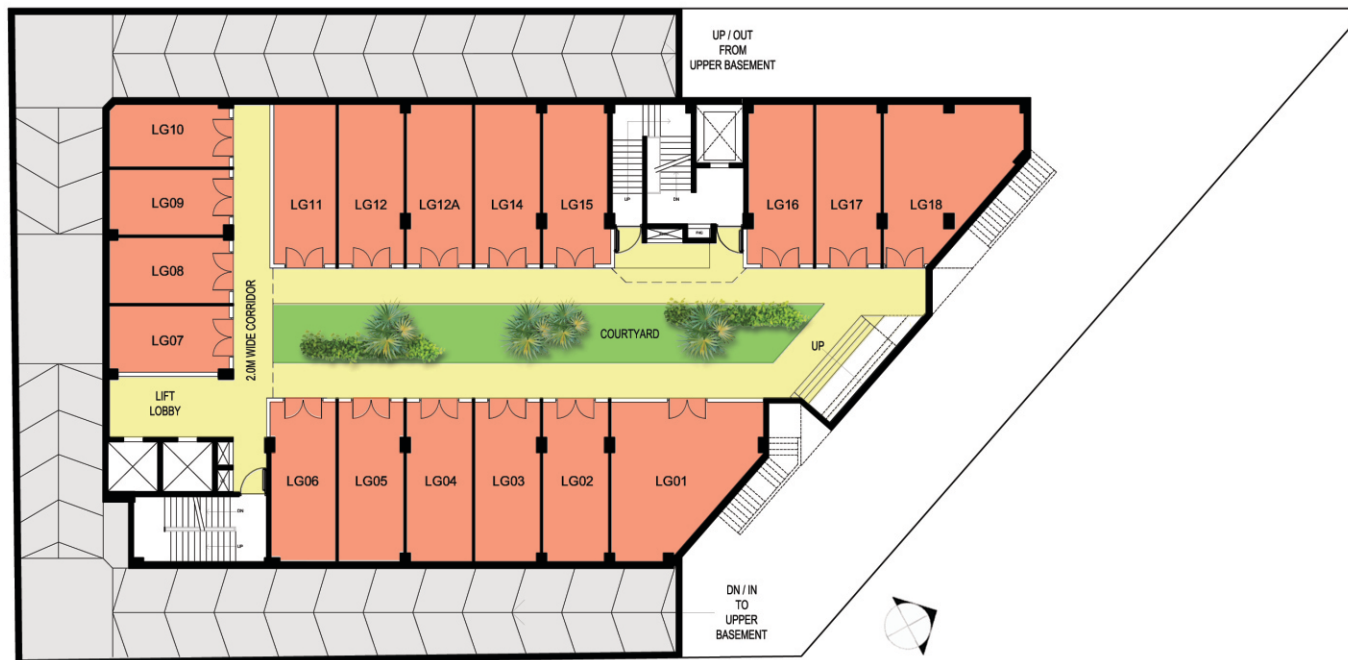 UP / OUT
FROM
UPPER BASEMENT
LG10
LG09
LG08
LG07
2.0M WIDE CORRIDOR
LG11
LG12
LG12A
LG14
LG15
UP
DN
LG16
LG17
LG18
COURTYARD
UP
LIFT
LOBBY
LG06
LG05
LG04
LG03
LG02
LG01
DN
UP
DN / IN
TO
UPPER
BASEMENT